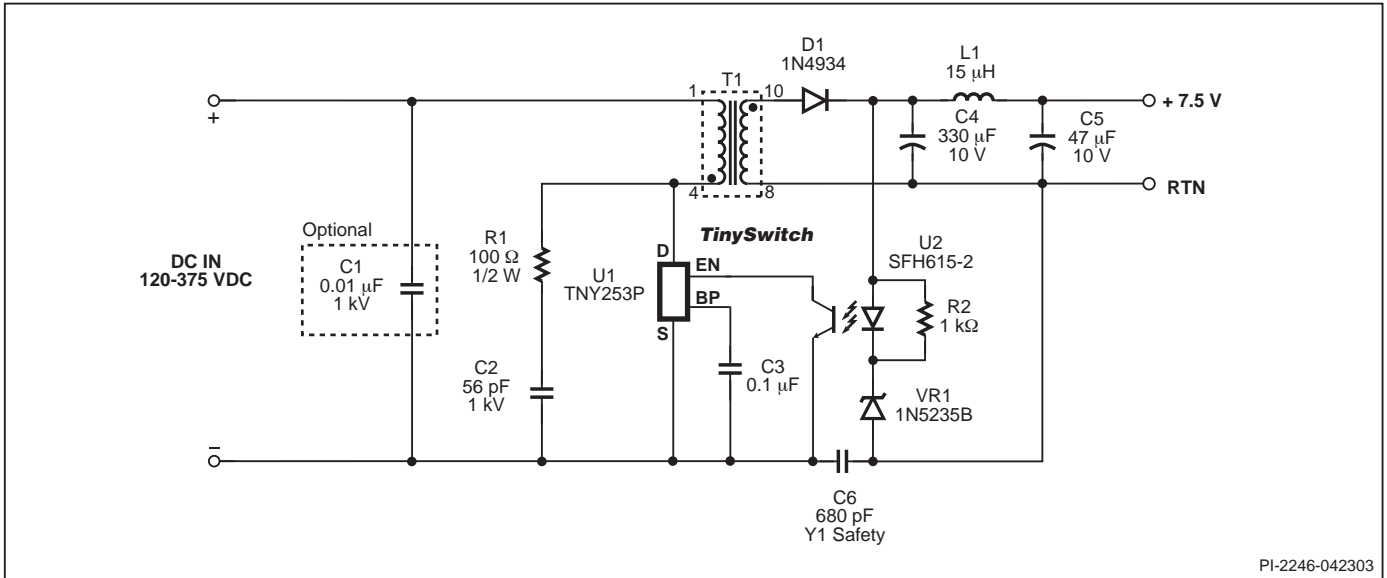 D1
1N4934
L1
15 μH
T1
1
10
+
+ 7.5 V
C4
330 μF
10 V
C5
47 μF
10 V
4
8
RTN
Optional
C1
0.01 μF
1 kV
DC IN
120-375 VDC
R1
100 Ω
1/2 W
TinySwitch
D
EN
U1
TNY253P
BP
S
U2
SFH615-2
R2
1 kΩ
C2
56 pF
1 kV
C3
0.1 μF
VR1
1N5235B
–
C6
680 pF
Y1 Safety
PI-2246-042303